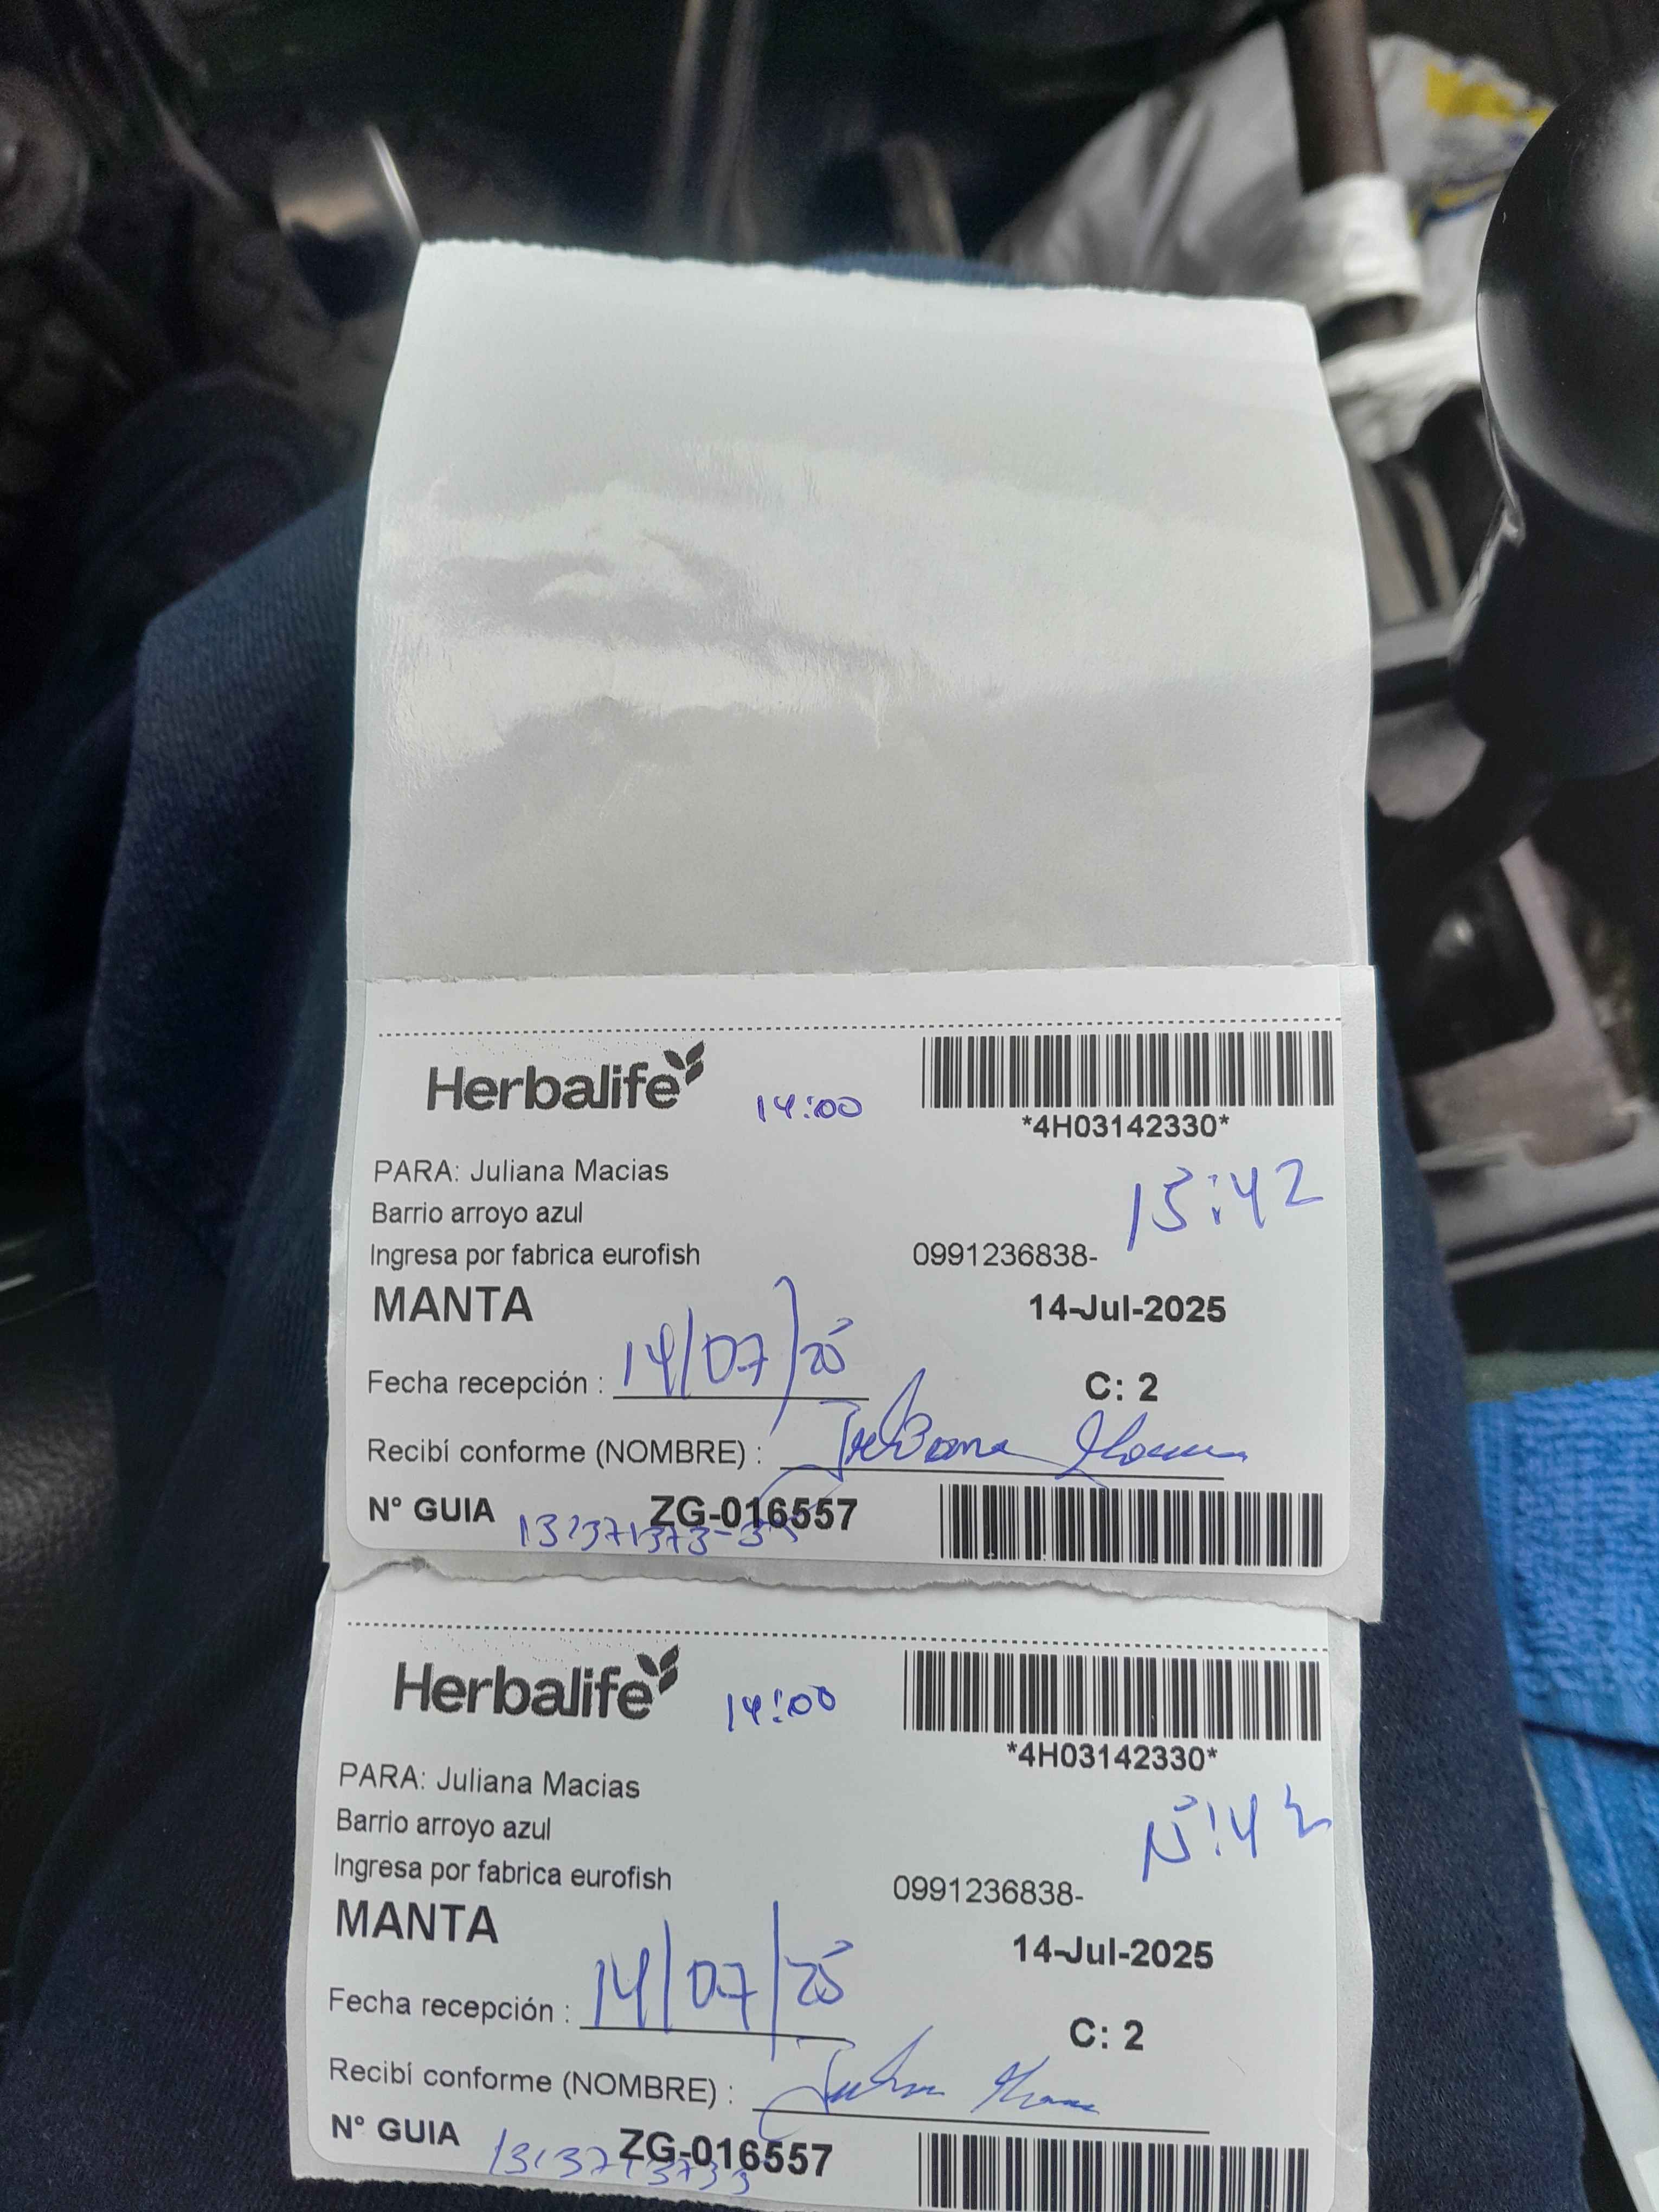 Herbalife
14:00
*4H03142330*
PARA: Juliana Macias
15:42
Barrio arroyo azul
Ingresa por fabrica eurofish 0991236838-
MANTA
14-Jul-2025
Fecha recepción : 14/07/25
C: 2
Recibí conforme (NOMBRE) :
N° GUIA ZG-016557
Herbalife
14:00
*4H03142330*
PARA: Juliana Macias
Barrio arroyo azul
Ingresa por fabrica eurofish 0991236838-
MANTA
14-Jul-2025
Fecha recepción : 14/07/25
C: 2
Recibí conforme (NOMBRE) :
N° GUIA ZG-016557